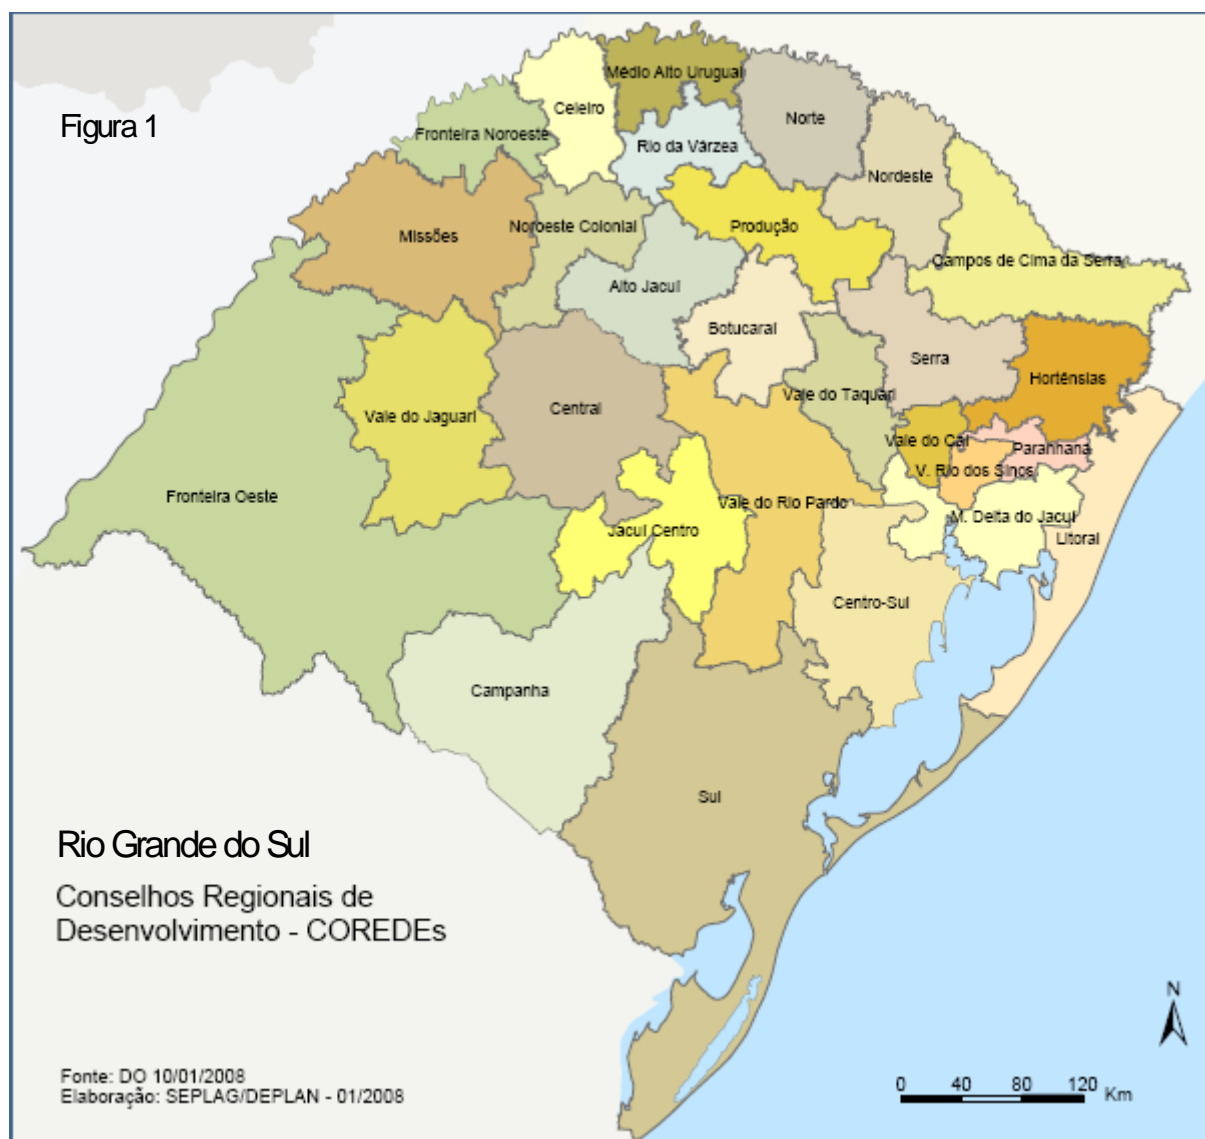 Figura 1
Médio Alto Uruguai
Celeiro
Norte
Fronteira Noroeste
Rio da Várzea
Nordeste
Noroeste Colonial
Produção
Missões
Campos de Cima da Serra
Alto Jacuí
Botucaraí
Serra
Hortênsias
Vale do Taquari
Central
Vale do Jaguari
Vale do Caí
Paranhana
V. Rio dos Sinos
Fronteira Oeste
Vale do Rio Pardo
M. Delta do Jacuí
Jacuí Centro
Litoral
Centro-Sul
Campanha
Sul
Rio Grande do Sul
Conselhos Regionais de
Desenvolvimento - COREDEs
N
Fonte: DO 10/01/2008
Elaboração: SEPLAG/DEPLAN - 01/2008
0 40 80 120
Km